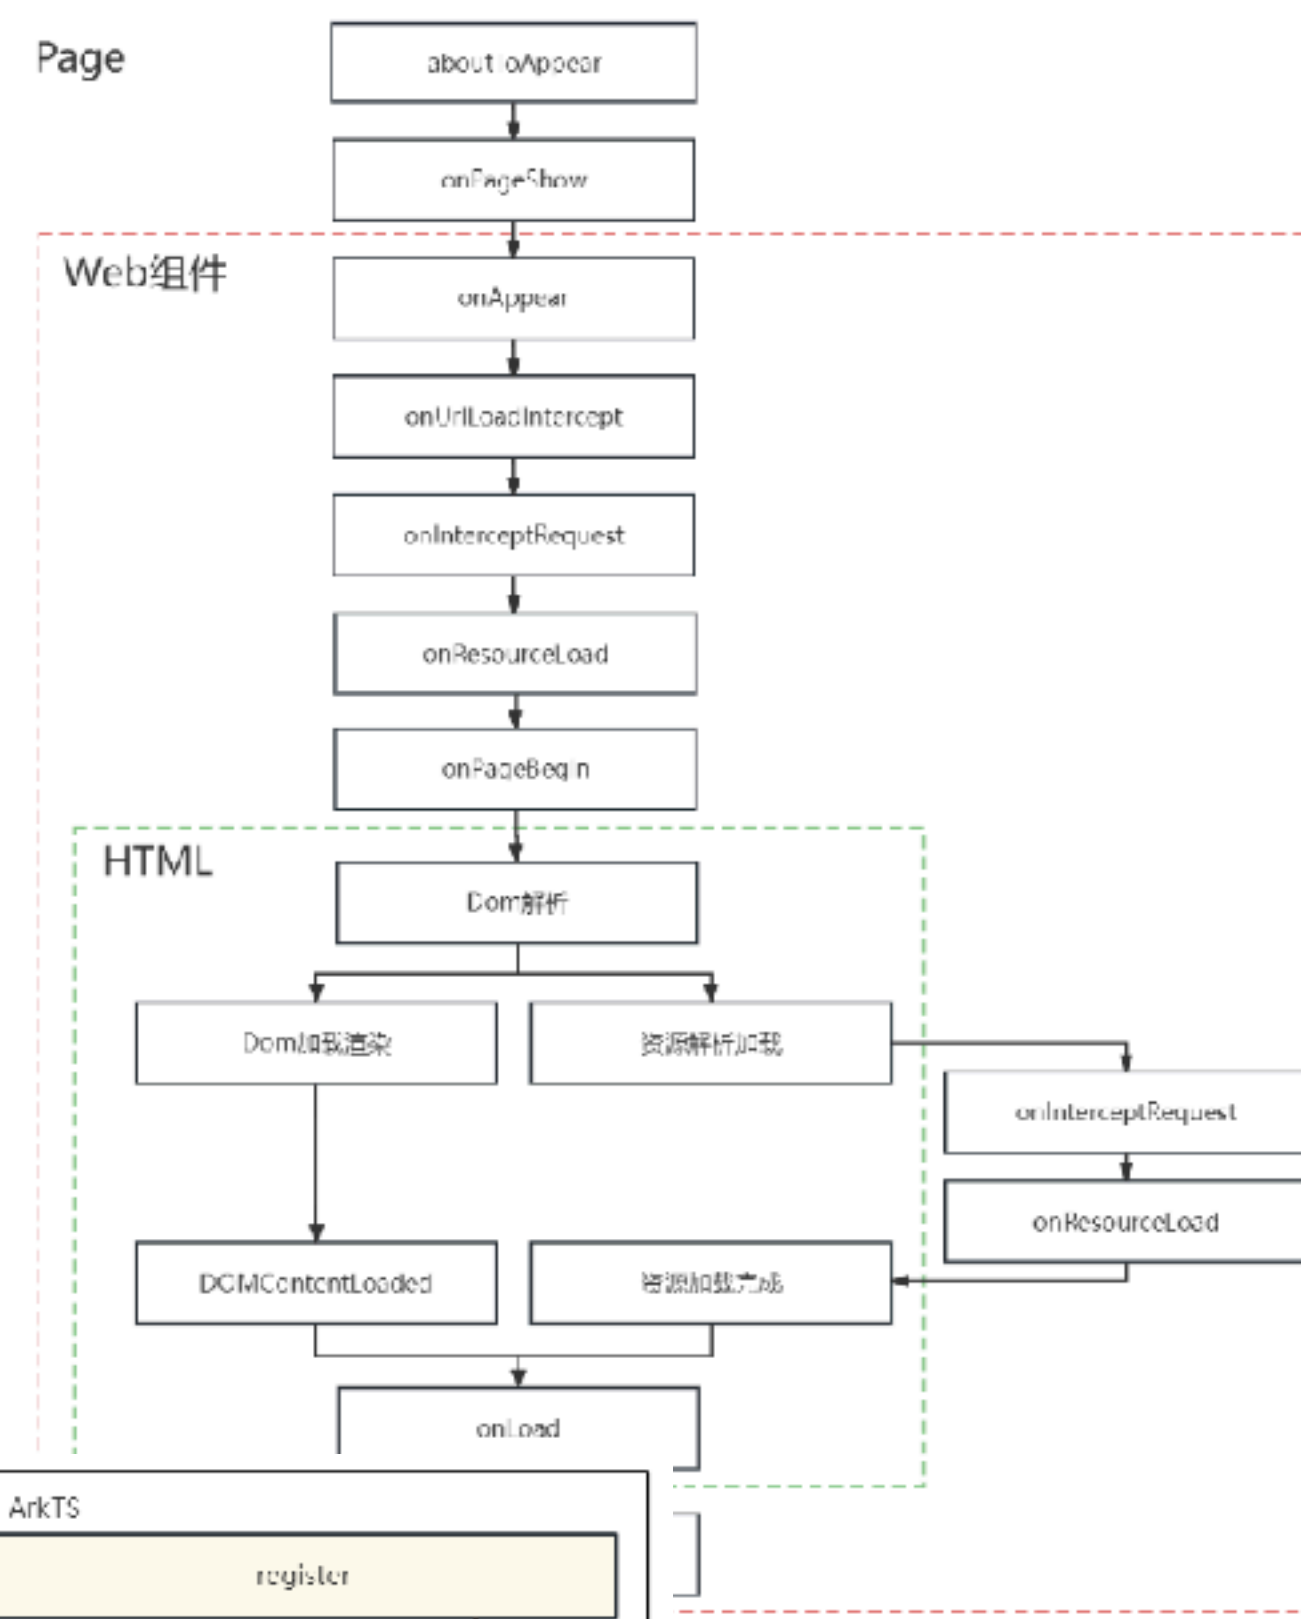 Page
aboutToAppear
onPageShow
Web组件
onAppear
onUrlLoadIntercept
onInterceptRequest
onResourceLoad
onPageBegin
HTML
Dom解析
Dom加载渲染
资源解析加载
onInterceptRequest
onResourceLoad
DOMContentLoaded
资源加载完成
onLoad
ArkTS
register